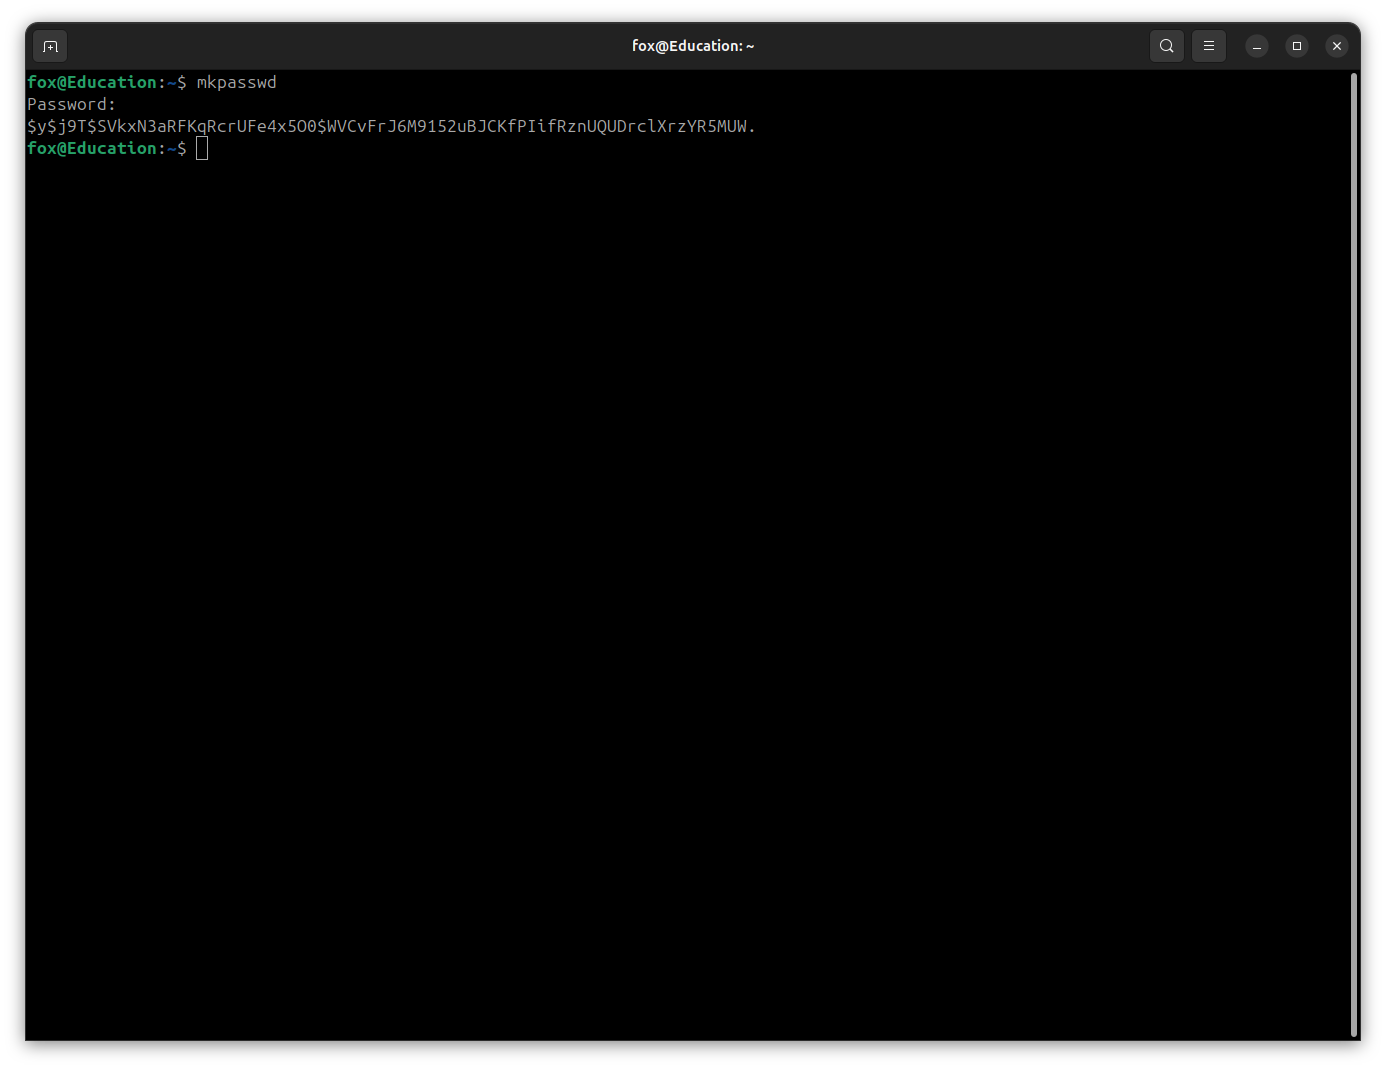 fox@Education: ~
fox@Education:~$ mkpasswd
Password:
$y$j9T$SVkxN3aRFKqRcrUFe4x5O0$WVCvFrJ6M9152uBJCKfPIifRznUQUDrclXrzYR5MUW.
fox@Education:~$